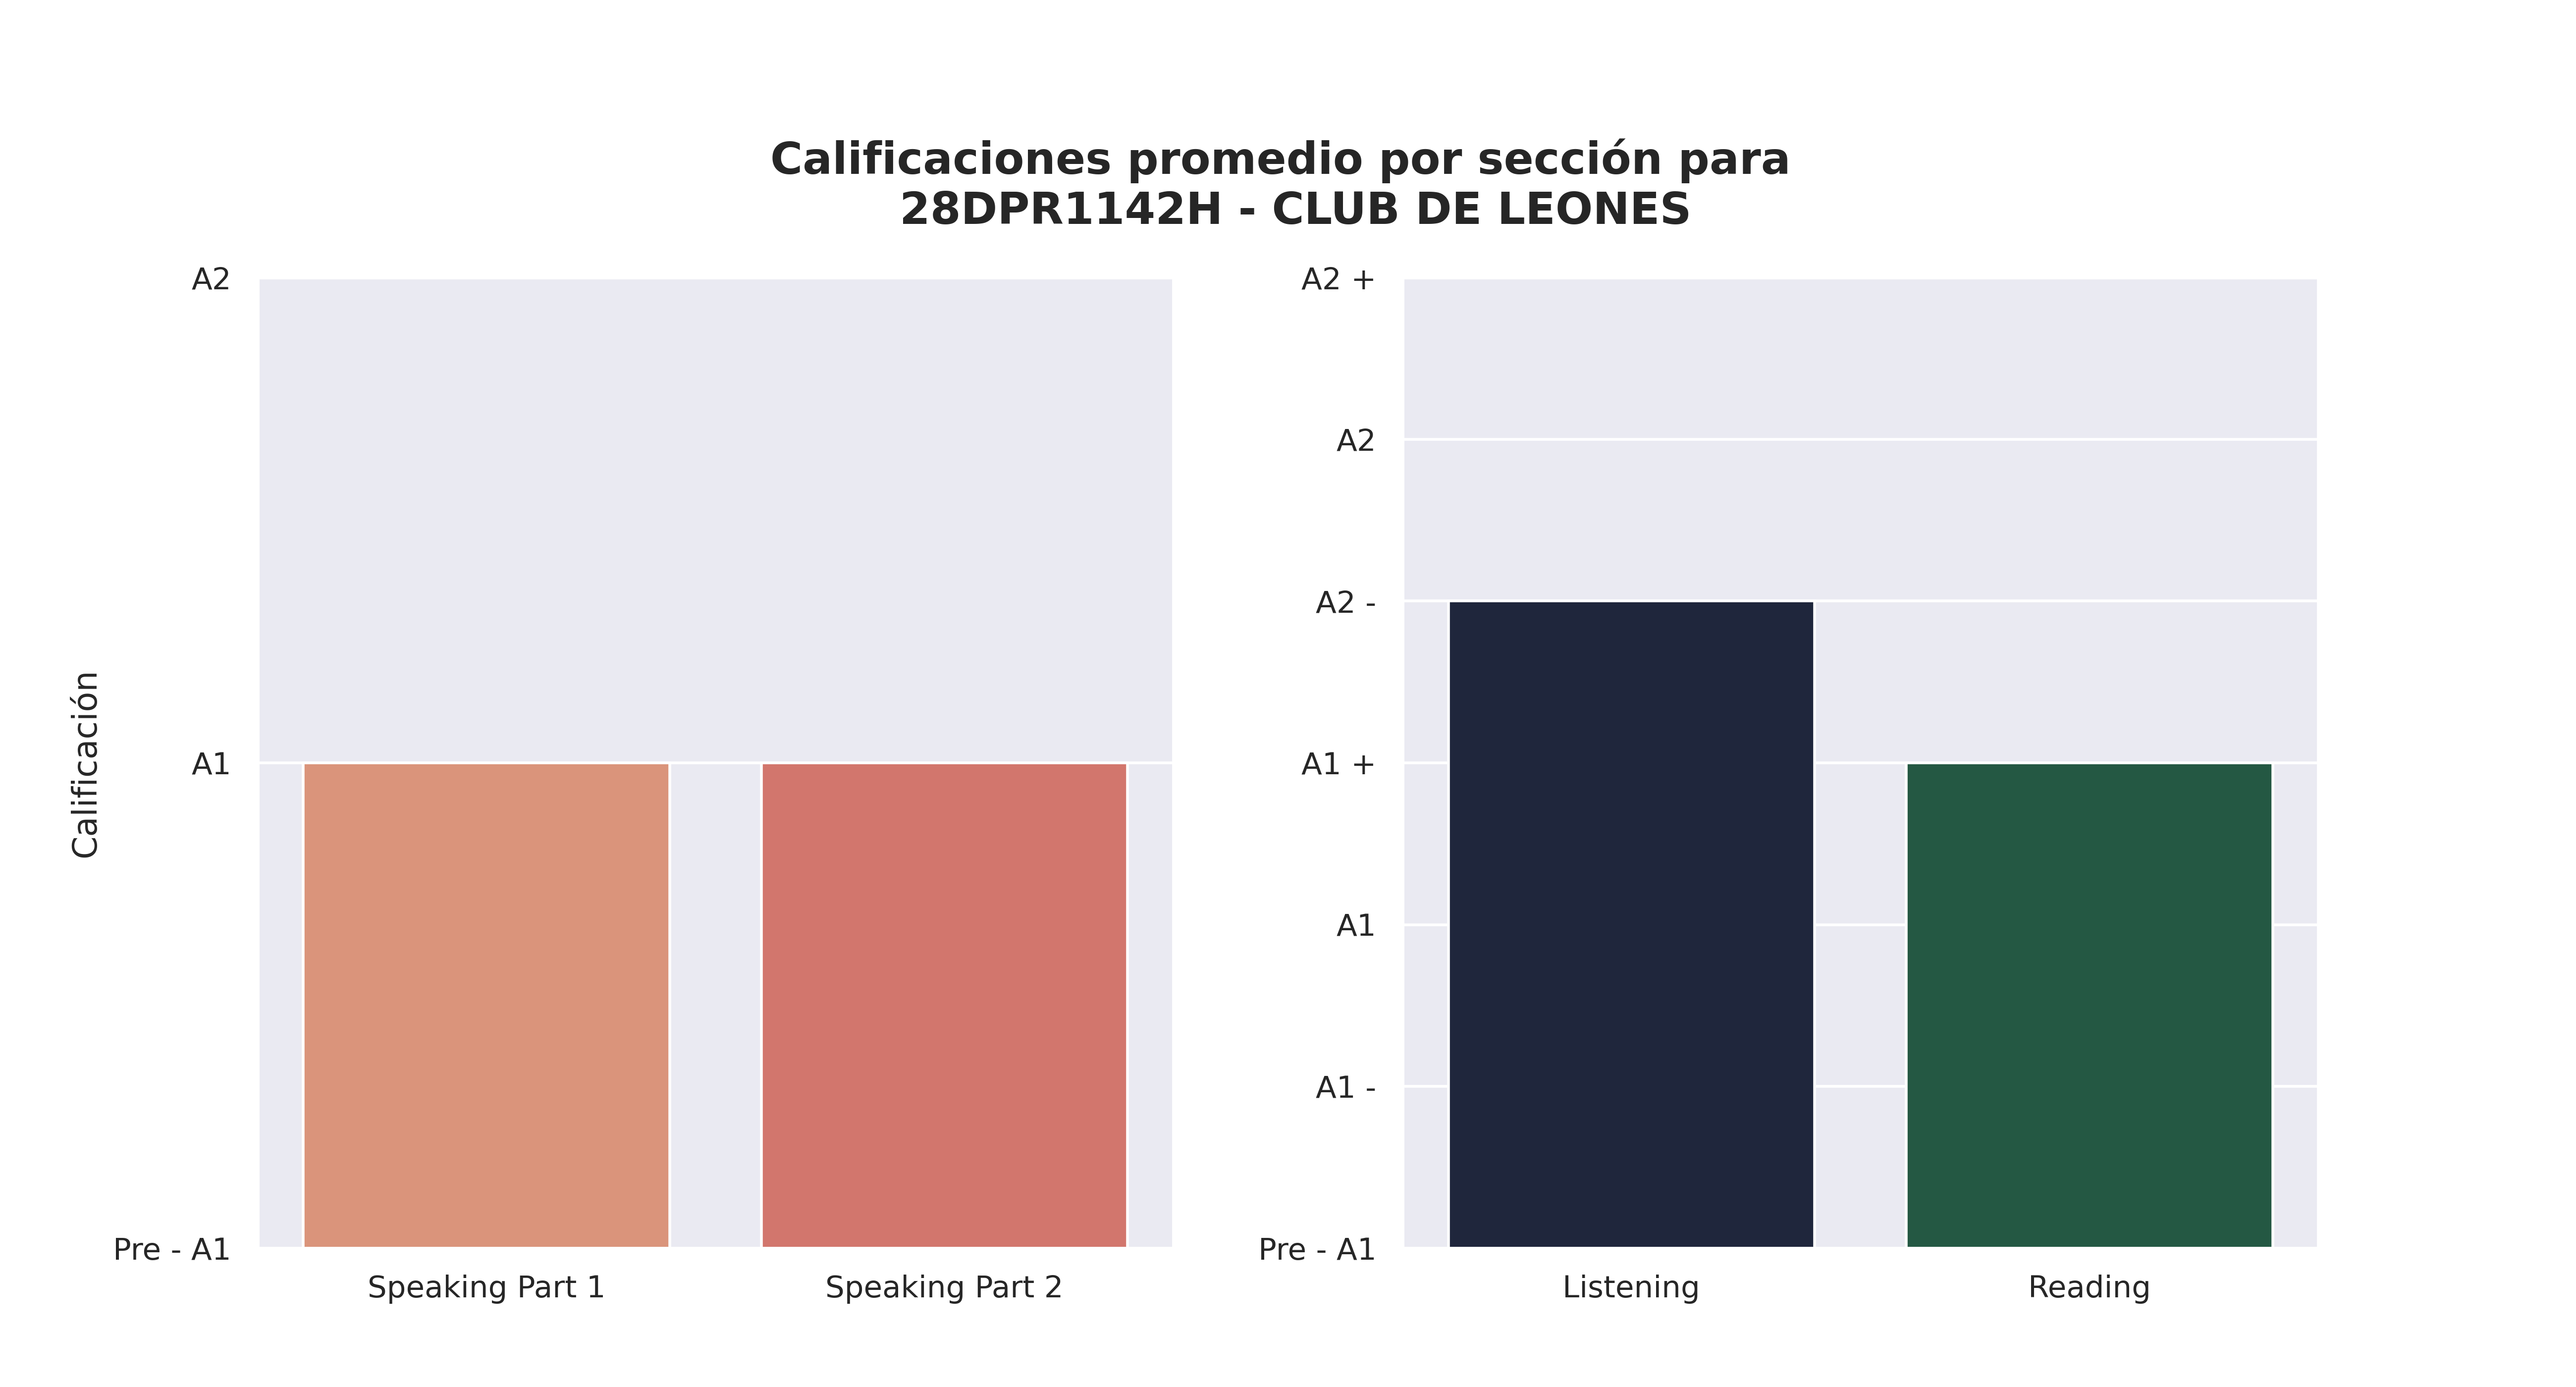 Calificaciones promedio por sección para
28DPR1142H - CLUB DE LEONES
Calificación
A2
A1
Pre - A1
Speaking Part 1
Speaking Part 2
A2 +
A2
A2 -
A1 +
A1
A1 -
Pre - A1
Listening
Reading